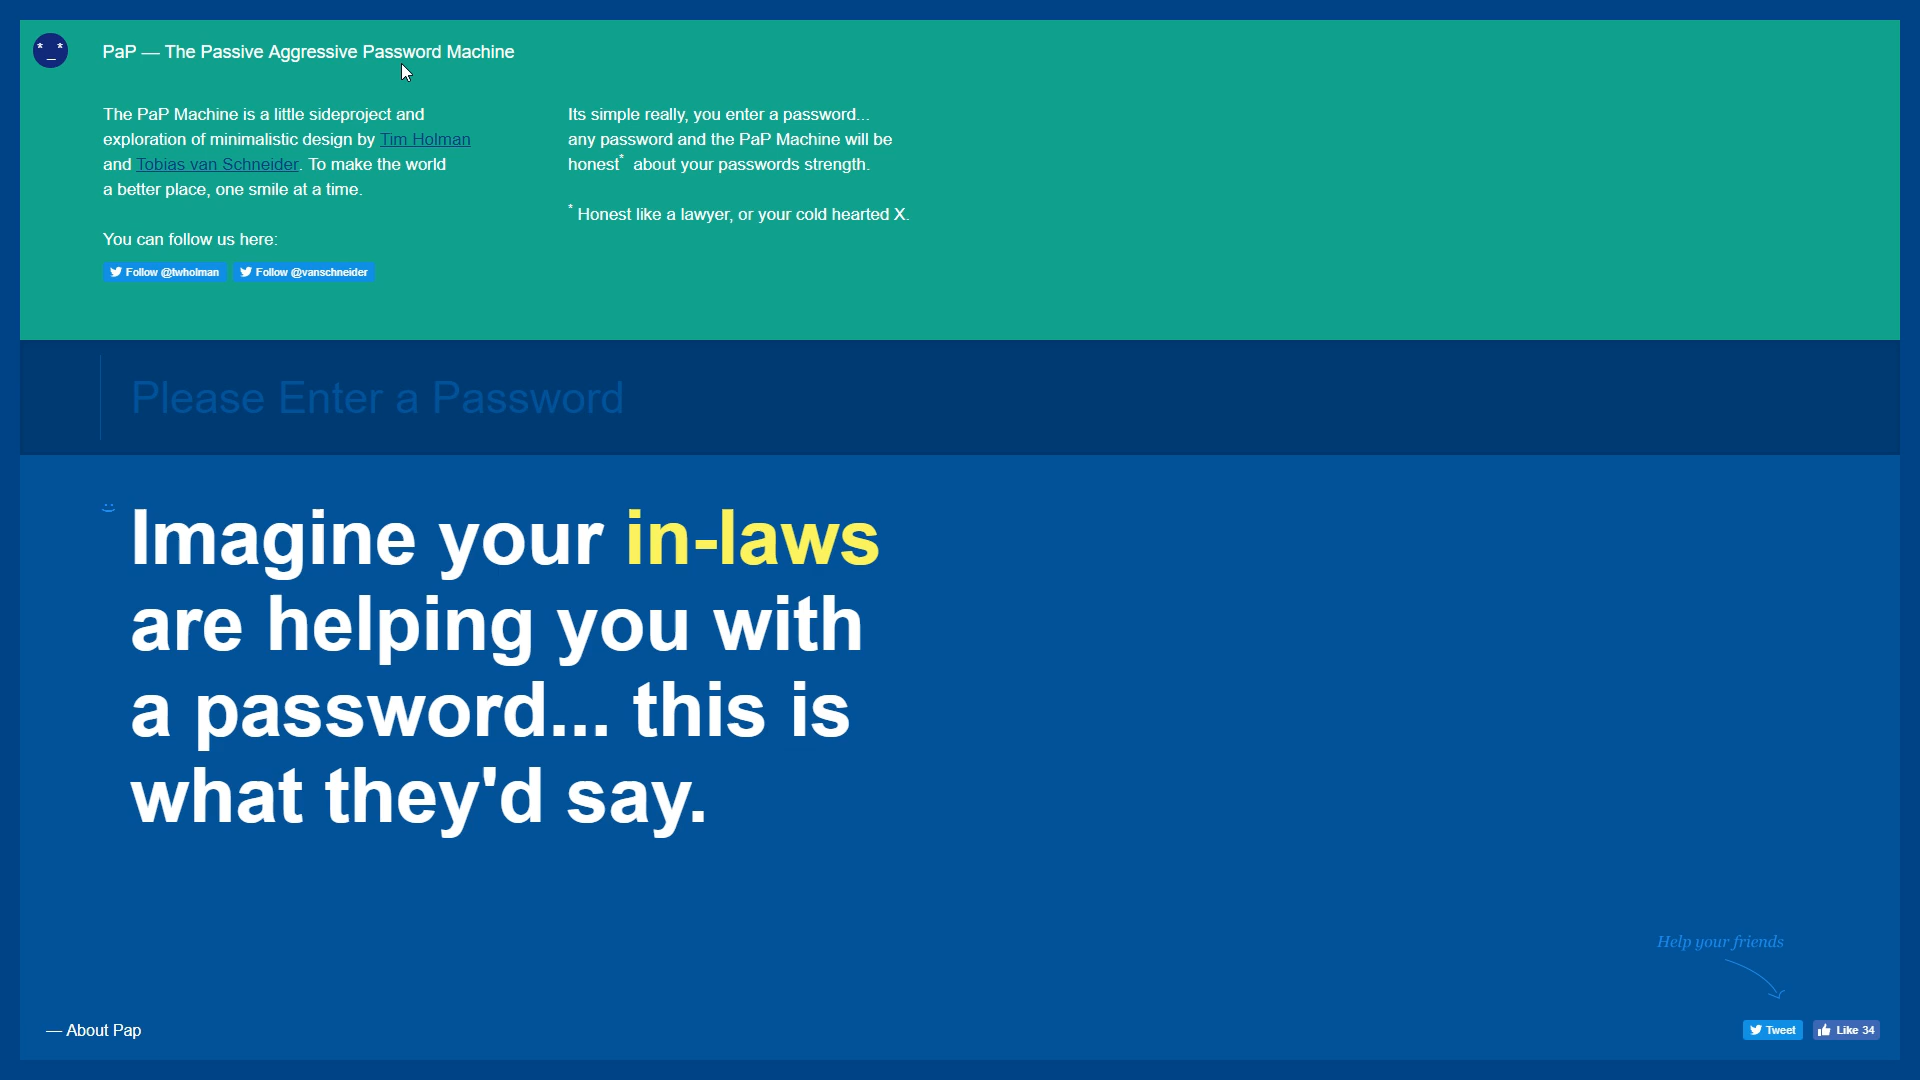 *_*
PaP — The Passive Aggressive Password Machine
The PaP Machine is a little sideproject and
exploration of minimalistic design by Tim Holman
and Tobias van Schneider. To make the world
a better place, one smile at a time.
You can follow us here:
Follow @twholman
Follow @vanschneider
Its simple really, you enter a password...
any password and the PaP Machine will be
honest* about your passwords strength.
* Honest like a lawyer, or your cold hearted X.
Please Enter a Password
Imagine your in-laws
are helping you with
a password... this is
what they'd say.
Help your friends
— About Pap
Tweet
Like 34